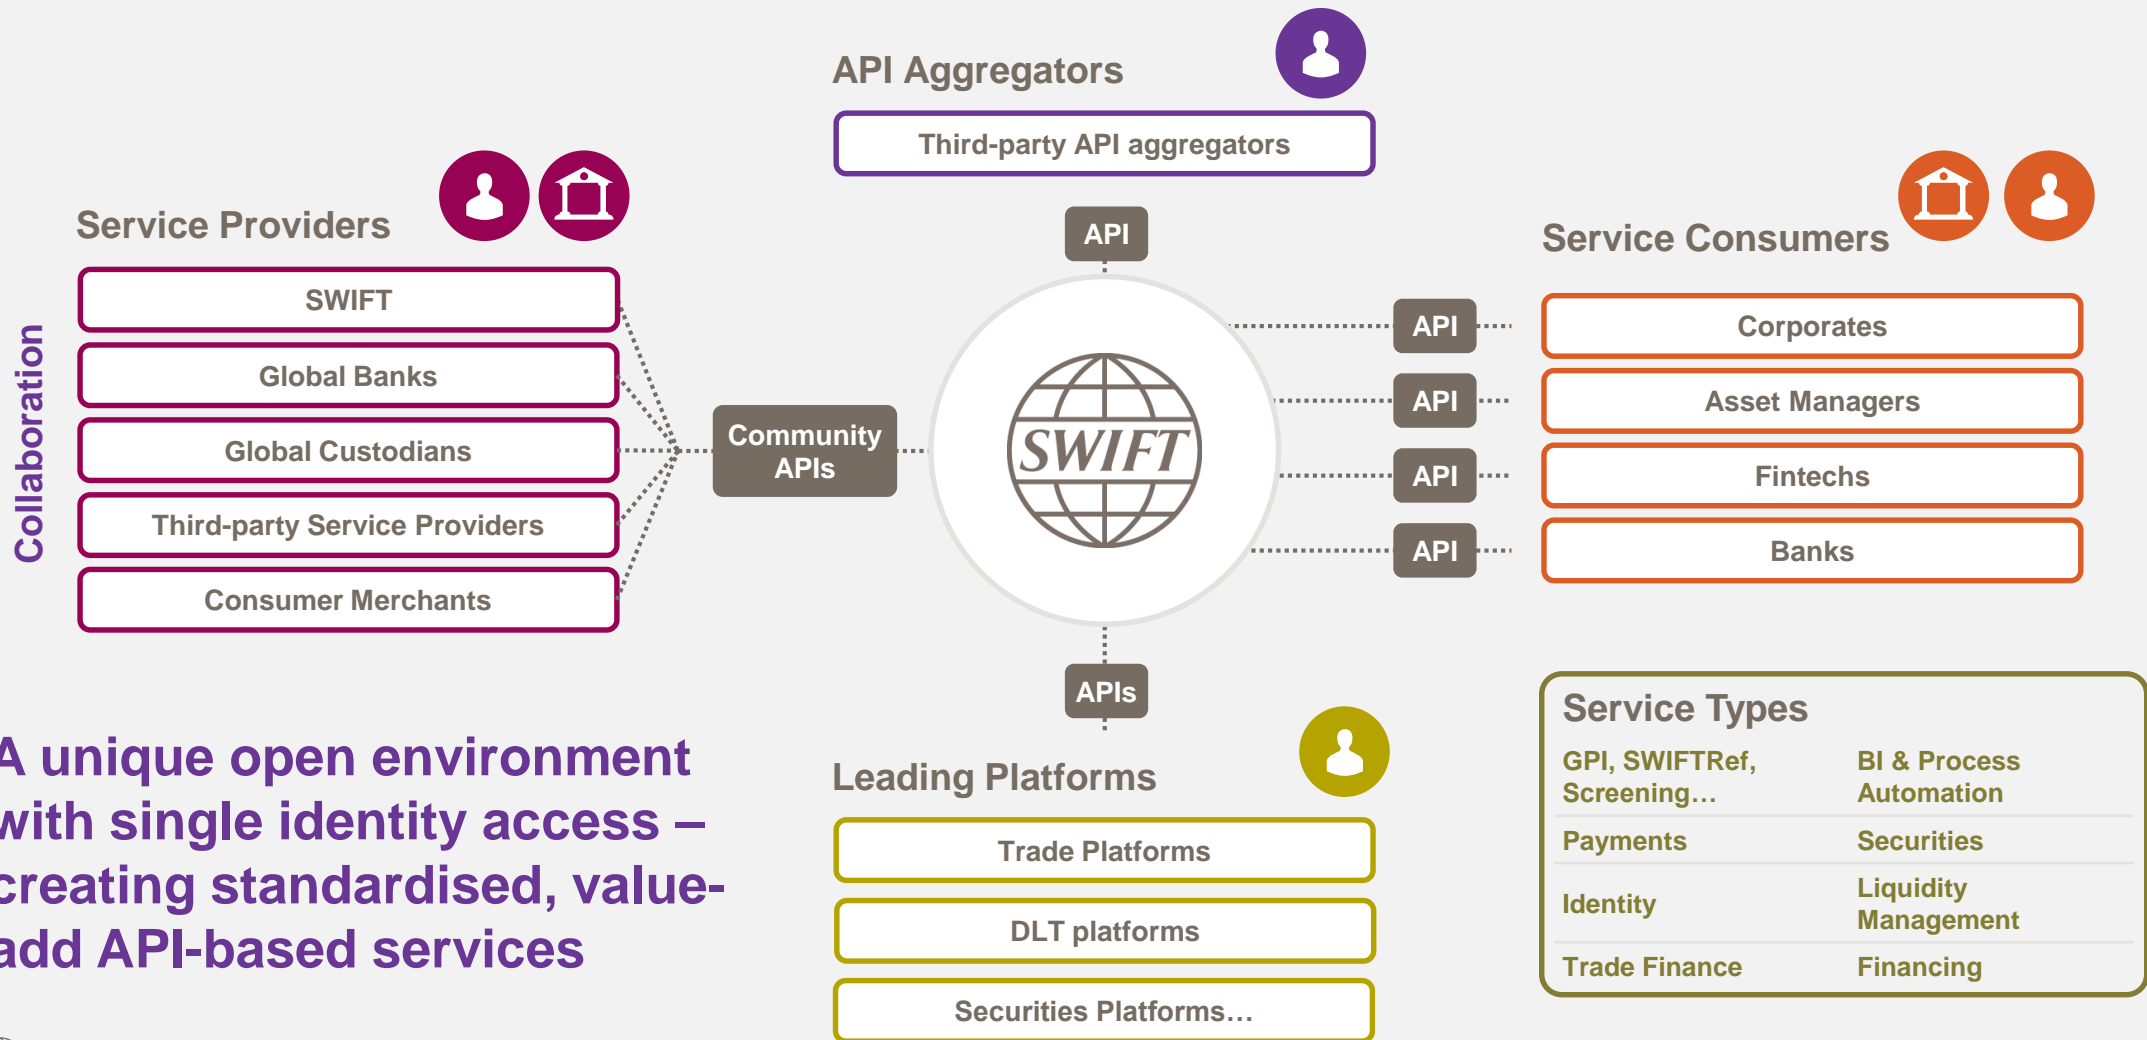 API Aggregators
Third-party API aggregators
Service Providers
SWIFT
Global Banks
Global Custodians
Third-party Service Providers
Consumer Merchants
Collaboration
Community
APIs
API
SWIFT
APIs
Service Consumers
API
Corporates
API
Asset Managers
API
Fintechs
API
Banks
A unique open environment
with single identity access –
creating standardised, value-
add API-based services
Leading Platforms
Trade Platforms
DLT platforms
Securities Platforms...
Service Types
GPI, SWIFTRef,
Screening...
BI & Process
Automation
Payments
Securities
Identity
Liquidity
Management
Trade Finance
Financing